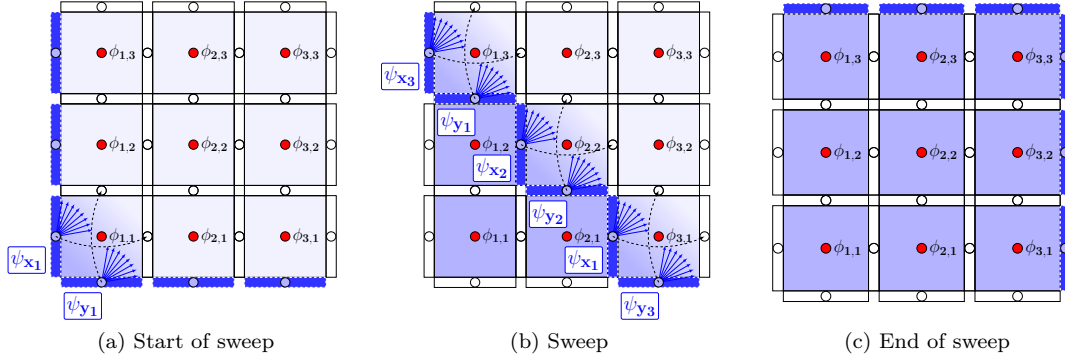 ϕ1,3 ϕ2,3 ϕ3,3
ϕ1,2 ϕ2,2 ϕ3,2
ϕ1,1 ϕ2,1 ϕ3,1
ψx1
ψy1
(a) Start of sweep
ϕ1,3 ϕ2,3 ϕ3,3
ψx3
ψy1
ϕ1,2 ϕ2,2 ϕ3,2
ψx2
ψy2
ϕ1,1 ϕ2,1 ϕ3,1
ψx1
ψy3
(b) Sweep
ϕ1,3 ϕ2,3 ϕ3,3
ϕ1,2 ϕ2,2 ϕ3,2
ϕ1,1 ϕ2,1 ϕ3,1
(c) End of sweep